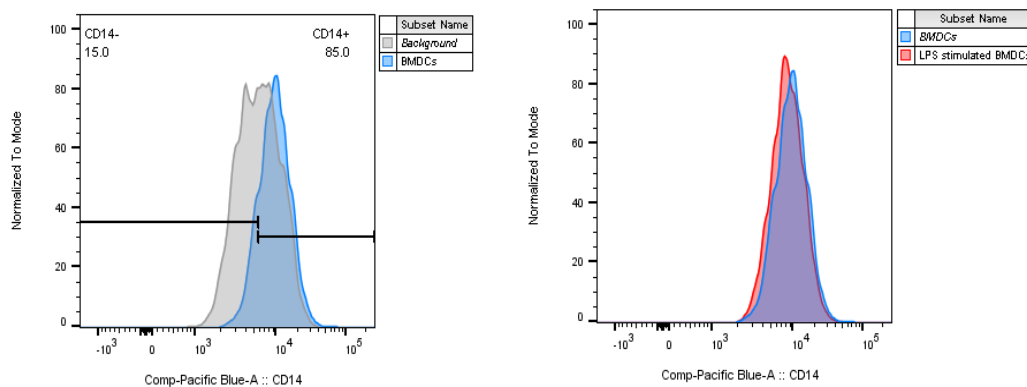 CD14-
15.0
CD14+
85.0
Subset Name
Background
BMDCs
100
80
60
40
20
0
Normalized To Mode
-10^3
0
10^3
10^4
10^5
Comp-Pacific Blue-A :: CD14
Subset Name
BMDCs
LPS stimulated BMDCs
100
80
60
40
20
0
Normalized To Mode
-10^3
0
10^3
10^4
10^5
Comp-Pacific Blue-A :: CD14